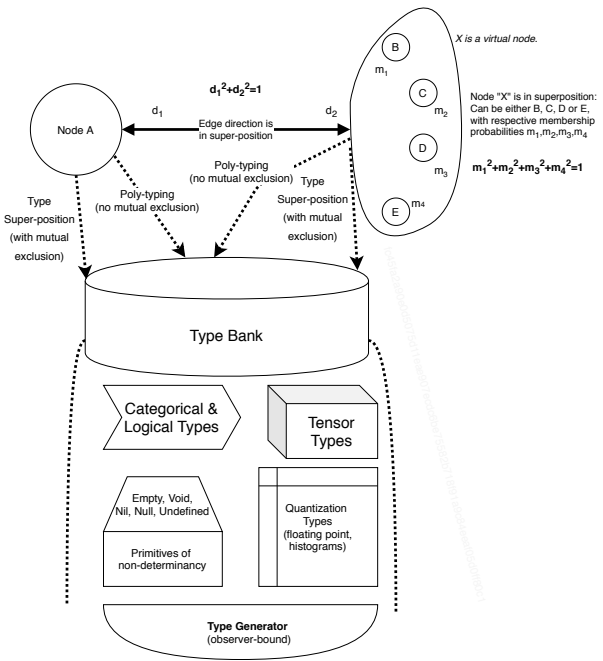 X is a virtual node.
B
m1
d1²+d2²=1
C
m2
Node "X" is in superposition:
Can be either B, C, D or E,
with respective membership
probabilities m1,m2,m3,m4
d1
d2
Node A
Edge direction is
in super-position
D
m3
m1²+m2²+m3²+m4²=1
Poly-typing
(no mutual exclusion)
Type
Super-position
(with mutual
exclusion)
Poly-typing
(no mutual exclusion)
Type
Super-position
(with mutual
exclusion)
E
m4
Type Bank
Categorical &
Logical Types
Tensor
Types
Empty, Void,
Nil, Null, Undefined
Primitives of
non-determinancy
Quantization
Types
(floating point,
histograms)
Type Generator
(observer-bound)